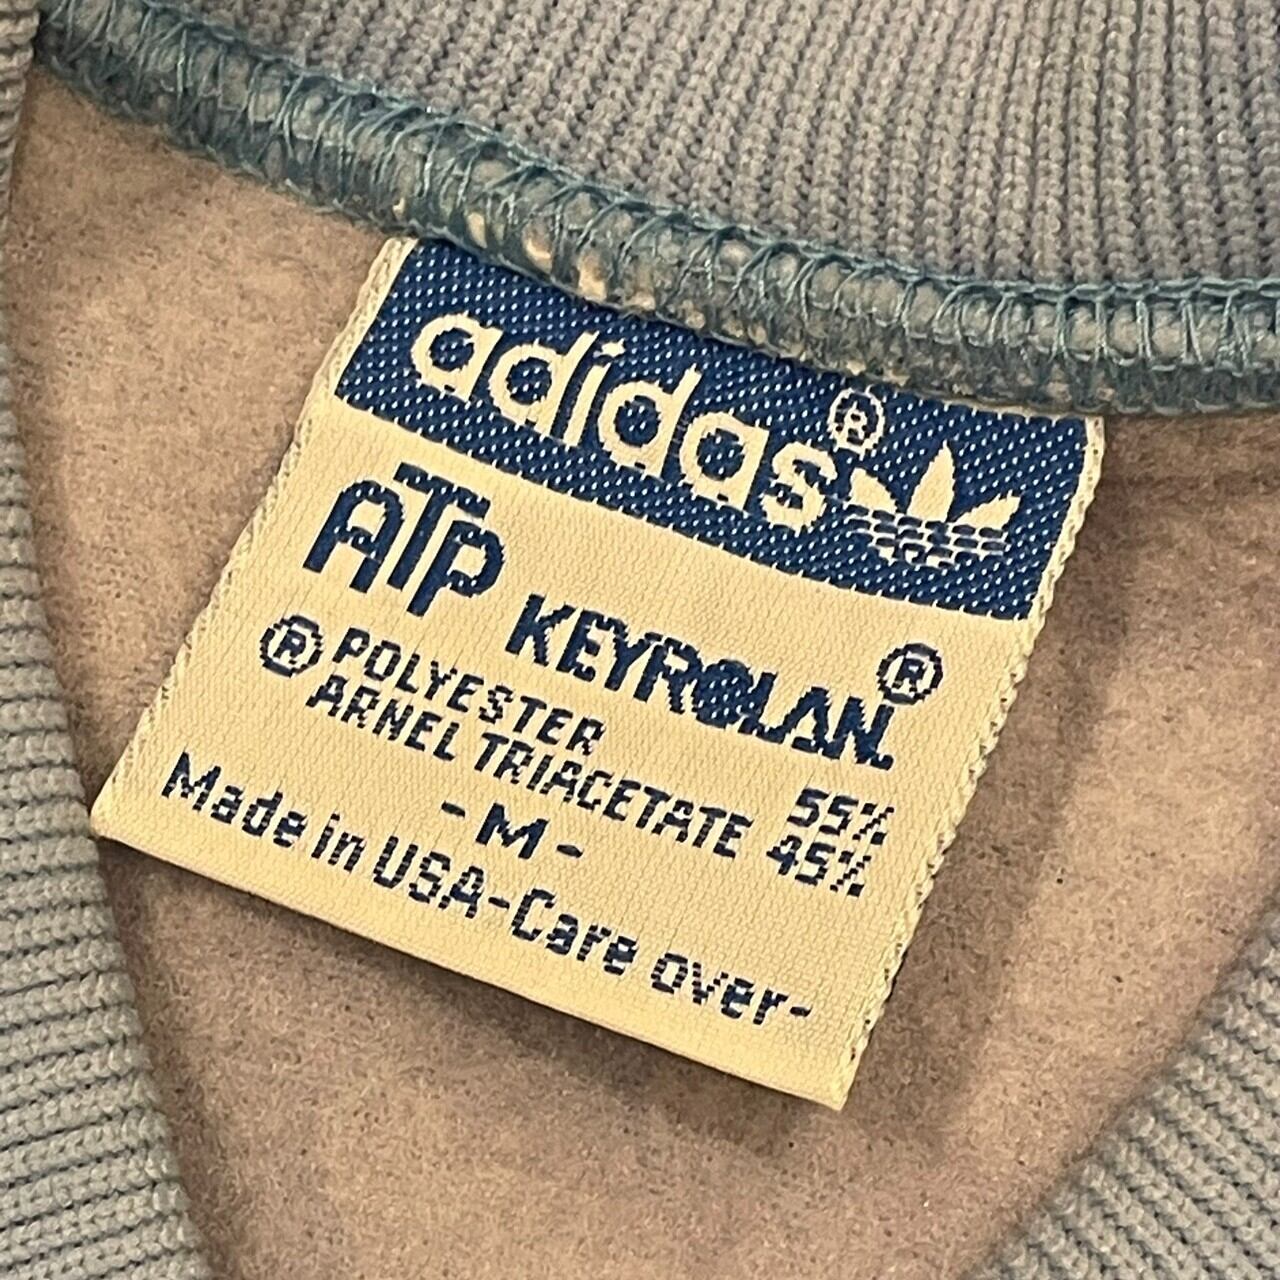 adidas®
ATP KEYROLAN®
® POLYESTER 55%
ARNEL TRIACETATE 45%
- M -
Made in USA-Care over-